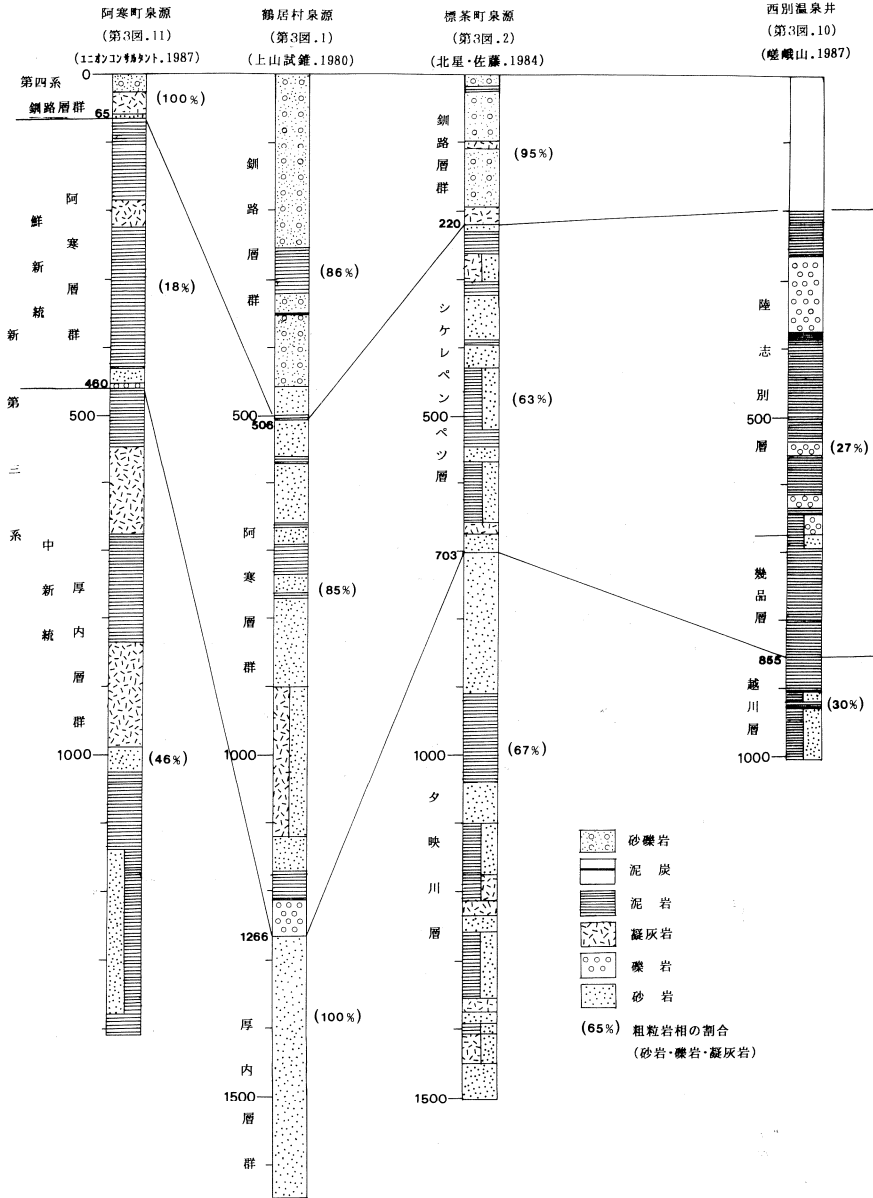 阿寒町泉源
(第3図.11)
(ユニオンコンサルタント.1987)
鶴居村泉源
(第3図.1)
(上山試錐.1980)
標茶町泉源
(第3図.2)
(北星・佐藤.1984)
西別温泉井
(第3図.10)
(嵯峨山.1987)
0
第四系
釧路層群
65
(100%)
新第三系
鮮新統
阿寒層群
(18%)
460
500
中新統
厚内層群
1000
(46%)
釧路層群
(86%)
500
506
阿寒層群
(85%)
1000
1266
(100%)
厚内層群
1500
釧路層群
(95%)
220
シケレペンペツ層
500
(63%)
703
1000
(67%)
夕映川層
1500
陸志別層
500
(27%)
幾品層
855
越川層
(30%)
1000
砂礫岩
泥炭
泥岩
凝灰岩
礫岩
砂岩
(65%) 粗粒岩相の割合
(砂岩・礫岩・凝灰岩)